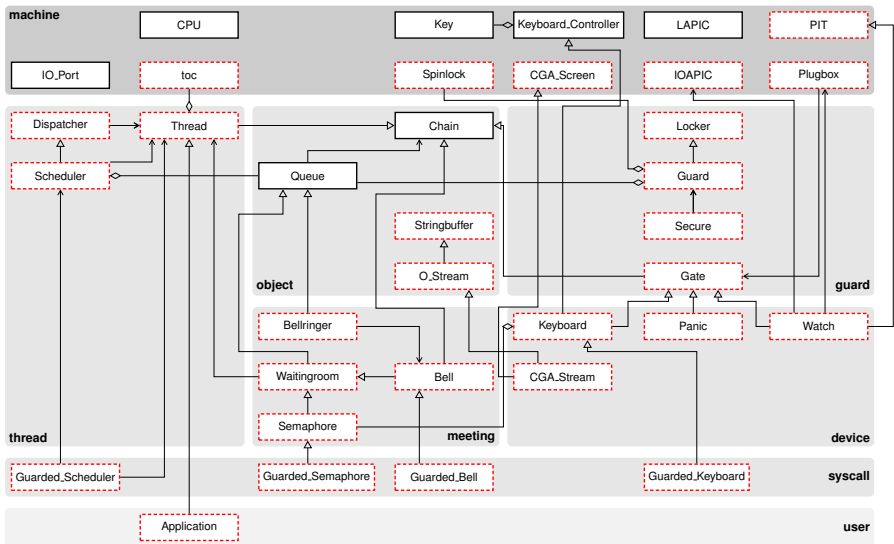 machine
CPU
Key
Keyboard_Controller
LAPIC
PIT
IO_Port
toc
Spinlock
CGA_Screen
IOAPIC
Plugbox
Dispatcher
Thread
Chain
Locker
Scheduler
Queue
Guard
Stringbuffer
Secure
O_Stream
Gate
object
guard
Bellringer
Keyboard
Panic
Watch
Waitingroom
Bell
CGA_Stream
Semaphore
thread
meeting
device
Guarded_Scheduler
Guarded_Semaphore
Guarded_Bell
Guarded_Keyboard
syscall
Application
user